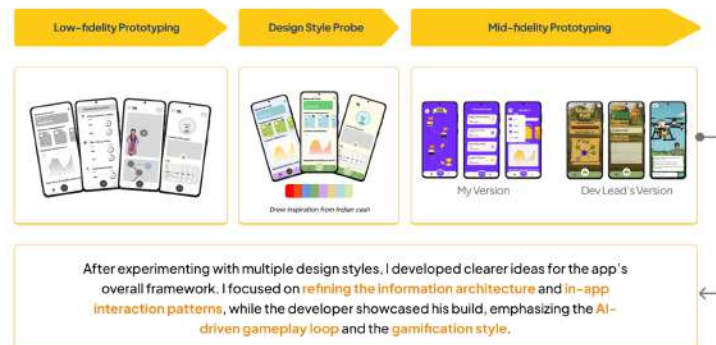 Low-fidelity Prototyping
Design Style Probe
Mid-fidelity Prototyping
Draw inspiration from Indian cash
My Version
Dev Lead's Version
After experimenting with multiple design styles, I developed clearer ideas for the app's
overall framework. I focused on refining the information architecture and in-app
interaction patterns, while the developer showcased his build, emphasizing the AI-
driven gameplay loop and the gamification style.